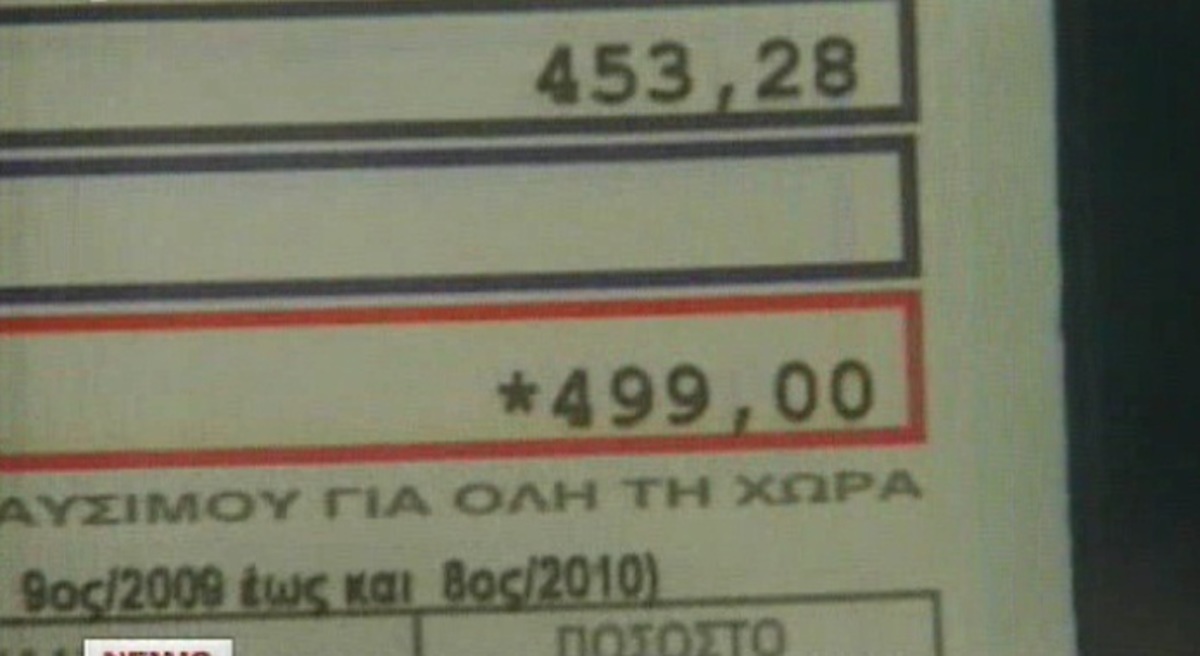 453,28
*499,00
ΑΥΣΙΜΟΥ ΓΙΑ ΟΛΗ ΤΗ ΧΩΡΑ
9ος/2009 έως και 8ος/2010)
ΠΟΣΟΣΤΟ